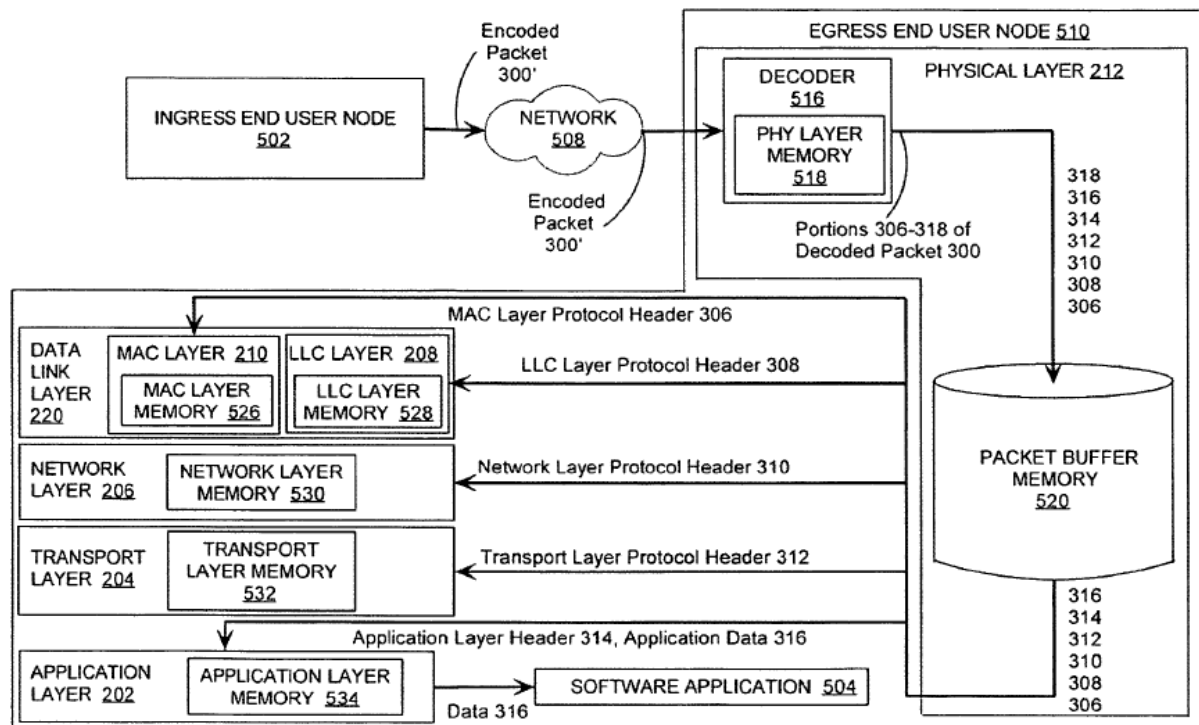 EGRESS END USER NODE 510
PHYSICAL LAYER 212
Encoded
Packet
300'
INGRESS END USER NODE
502
NETWORK
508
Encoded
Packet
300'
DECODER
516
PHY LAYER
MEMORY
518
Portions 306-318 of
Decoded Packet 300
318
316
314
312
310
308
306
MAC Layer Protocol Header 306
DATA
LINK
LAYER
220
MAC LAYER 210
MAC LAYER
MEMORY 526
LLC LAYER 208
LLC LAYER
MEMORY 528
LLC Layer Protocol Header 308
NETWORK
LAYER 206
NETWORK LAYER
MEMORY 530
Network Layer Protocol Header 310
PACKET BUFFER
MEMORY
520
TRANSPORT
LAYER 204
TRANSPORT
LAYER MEMORY
532
Transport Layer Protocol Header 312
Application Layer Header 314, Application Data 316
APPLICATION
LAYER 202
APPLICATION LAYER
MEMORY 534
Data 316
SOFTWARE APPLICATION 504
316
314
312
310
308
306